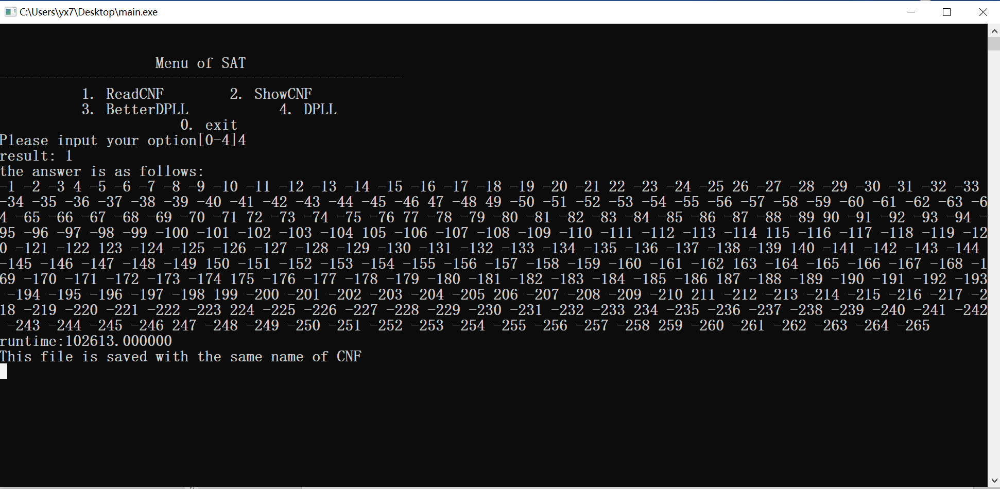 C:\Users\yx7\Desktop\main.exe
Menu of SAT
-------------------------------------------------
1. ReadCNF 2. ShowCNF
3. BetterDPLL 4. DPLL
0. exit
Please input your option[0-4]4
result: 1
the answer is as follows:
-1 -2 -3 4 -5 -6 -7 -8 -9 -10 -11 -12 -13 -14 -15 -16 -17 -18 -19 -20 -21 22 -23 -24 -25 26 -27 -28 -29 -30 -31 -32 -33
-34 -35 -36 -37 -38 -39 -40 -41 -42 -43 -44 -45 -46 47 -48 49 -50 -51 -52 -53 -54 -55 -56 -57 -58 -59 -60 -61 -62 -63 -6
4 -65 -66 -67 -68 -69 -70 -71 72 -73 -74 -75 -76 77 -78 -79 -80 -81 -82 -83 -84 -85 -86 -87 -88 -89 90 -91 -92 -93 -94 -
95 -96 -97 -98 -99 -100 -101 -102 -103 -104 105 -106 -107 -108 -109 -110 -111 -112 -113 -114 115 -116 -117 -118 -119 -12
0 -121 -122 123 -124 -125 -126 -127 -128 -129 -130 -131 -132 -133 -134 -135 -136 -137 -138 -139 140 -141 -142 -143 -144
-145 -146 -147 -148 -149 150 -151 -152 -153 -154 -155 -156 -157 -158 -159 -160 -161 -162 163 -164 -165 -166 -167 -168 -1
69 -170 -171 -172 -173 -174 175 -176 -177 -178 -179 -180 -181 -182 -183 -184 -185 -186 187 -188 -189 -190 -191 -192 -193
-194 -195 -196 -197 -198 199 -200 -201 -202 -203 -204 -205 206 -207 -208 -209 -210 211 -212 -213 -214 -215 -216 -217 -2
18 -219 -220 -221 -222 -223 224 -225 -226 -227 -228 -229 -230 -231 -232 -233 234 -235 -236 -237 -238 -239 -240 -241 -242
-243 -244 -245 -246 247 -248 -249 -250 -251 -252 -253 -254 -255 -256 -257 -258 259 -260 -261 -262 -263 -264 -265
runtime:102613.000000
This file is saved with the same name of CNF